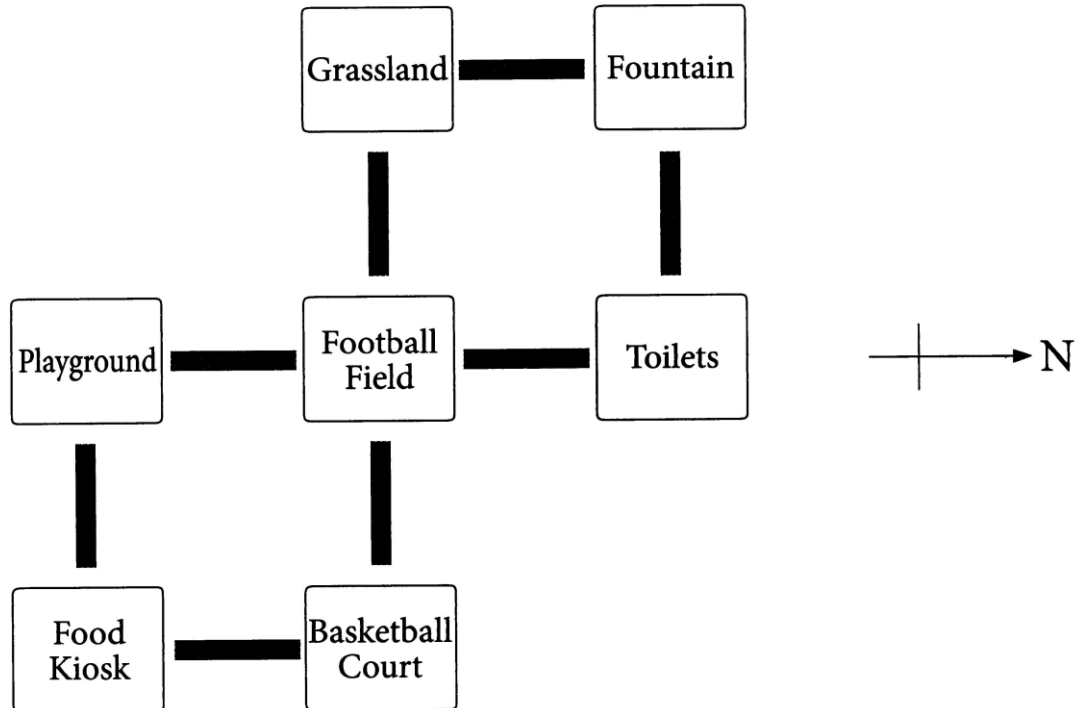 Grassland
Fountain
Playground
Football
Field
Toilets
N
Food
Kiosk
Basketball
Court